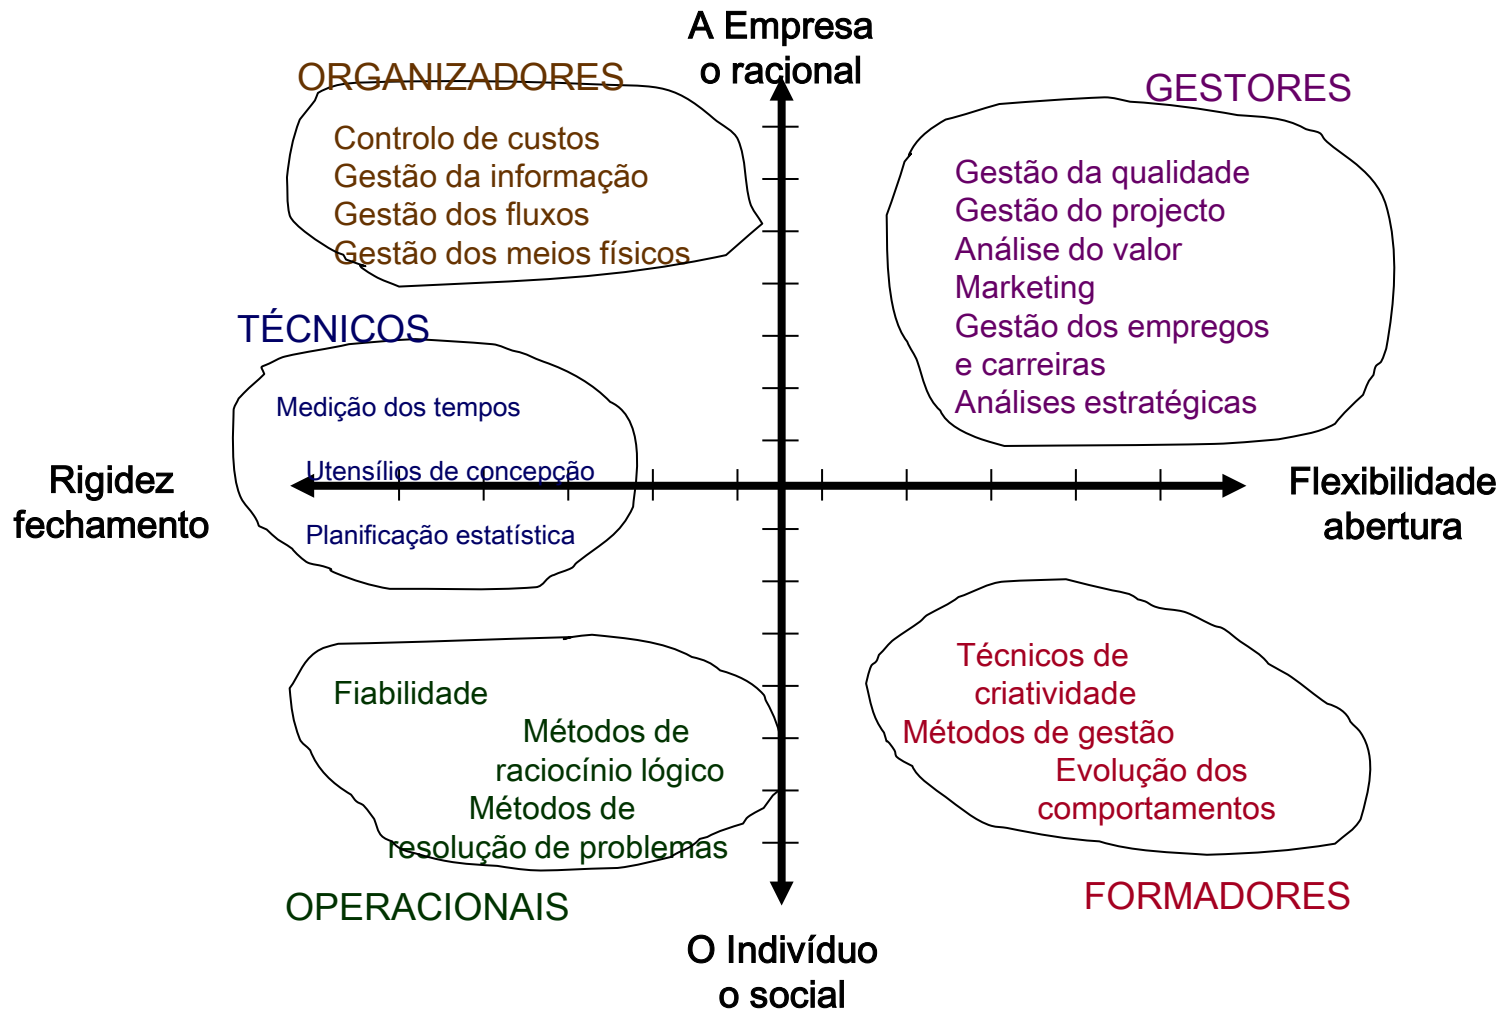 A Empresa
o racional
ORGANIZADORES
Controlo de custos
Gestão da informação
Gestão dos fluxos
Gestão dos meios físicos
GESTORES
Gestão da qualidade
Gestão do projecto
Análise do valor
Marketing
Gestão dos empregos
e carreiras
Análises estratégicas
TÉCNICOS
Medição dos tempos
Utensílios de concepção
Planificação estatística
Rigidez
fechamento
Flexibilidade
abertura
Fiabilidade
Métodos de
raciocínio lógico
Métodos de
resolução de problemas
OPERACIONAIS
Técnicos de
criatividade
Métodos de gestão
Evolução dos
comportamentos
FORMADORES
O Indivíduo
o social